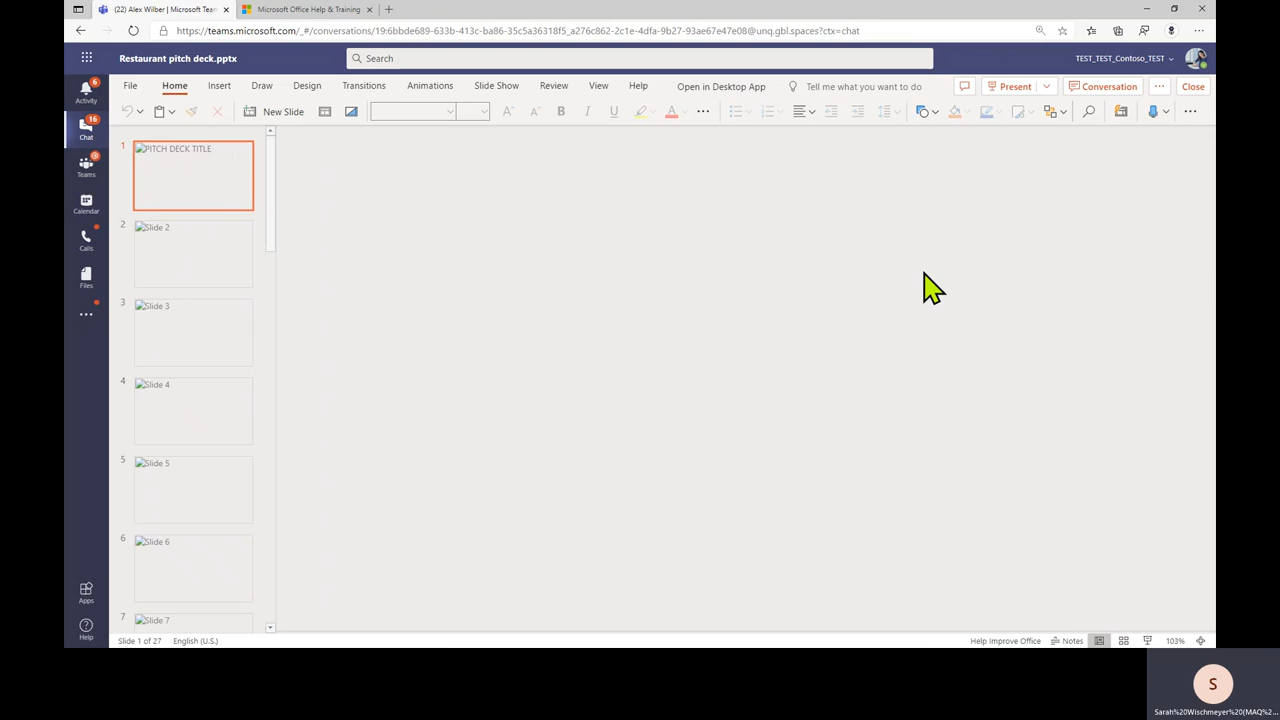 (22) Alex Wilber | Microsoft Team
Microsoft Office Help & Training
https://teams.microsoft.com/_#/conversations/19:6bbde689-633b-413c-ba86-35c5a36318f5_a276c862-2c1e-4dfa-9b27-93ae67e47e08@unq.gbl.spaces?ctx=chat
Restaurant pitch deck.pptx
Search
TEST_TEST_Contoso_TEST
File Home Insert Draw Design Transitions Animations Slide Show Review View Help Open in Desktop App Tell me what you want to do Present Conversation Close
New Slide
B I U A
6
Activity
16
Chat
Teams
Calendar
Calls
Files
Apps
Help
1 PITCH DECK TITLE
2 Slide 2
3 Slide 3
4 Slide 4
5 Slide 5
6 Slide 6
7 Slide 7
Slide 1 of 27 English (U.S.) Help Improve Office Notes 103%
S
Sarah%20Wischmeyer%20(MAQ%2...